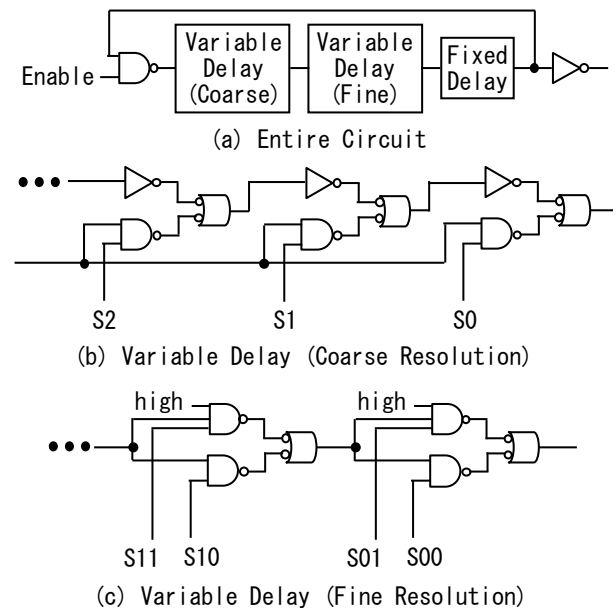 Variable
Delay
(Coarse)
Variable
Delay
(Fine)
Fixed
Delay
Enable
(a) Entire Circuit
S2
S1
S0
(b) Variable Delay (Coarse Resolution)
high
high
S11
S10
S01
S00
(c) Variable Delay (Fine Resolution)